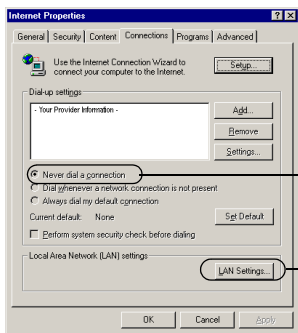 Internet Properties
General Security Content Connections Programs Advanced
Use the Internet Connection Wizard to
connect your computer to the Internet.
Setup...
Dial-up settings
- Your Provider Information -
Add...
Remove
Settings...
Never dial a connection
Dial whenever a network connection is not present
Always dial my default connection
Current default: None
Set Default
Perform system security check before dialing
Local Area Network (LAN) settings
LAN Settings...
OK Cancel Apply